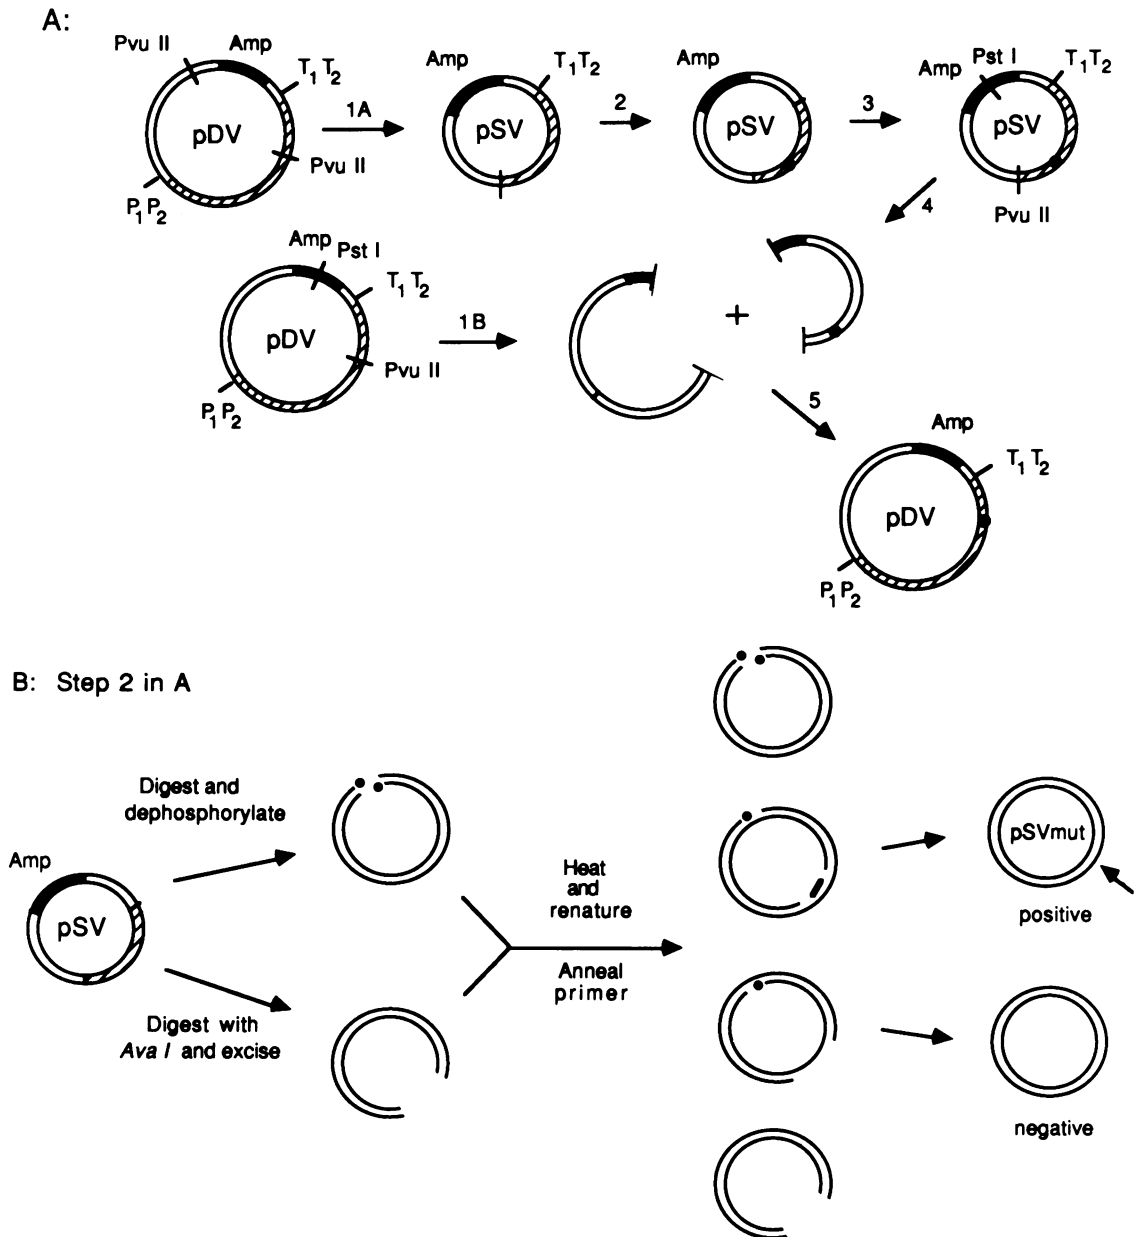 A:
Pvu II
Amp
T1 T2
pDV
Pvu II
P1 P2
1A
Amp
T1 T2
pSV
2
Amp
pSV
3
Amp
Pst I
T1 T2
pSV
Pvu II
4
Amp
Pst I
T1 T2
pDV
Pvu II
P1 P2
1B
+
5
Amp
T1 T2
pDV
P1 P2
B: Step 2 in A
Digest and
dephosphorylate
Amp
pSV
Digest with
Ava I and excise
Heat
and
renature
Anneal
primer
pSVmut
positive
negative